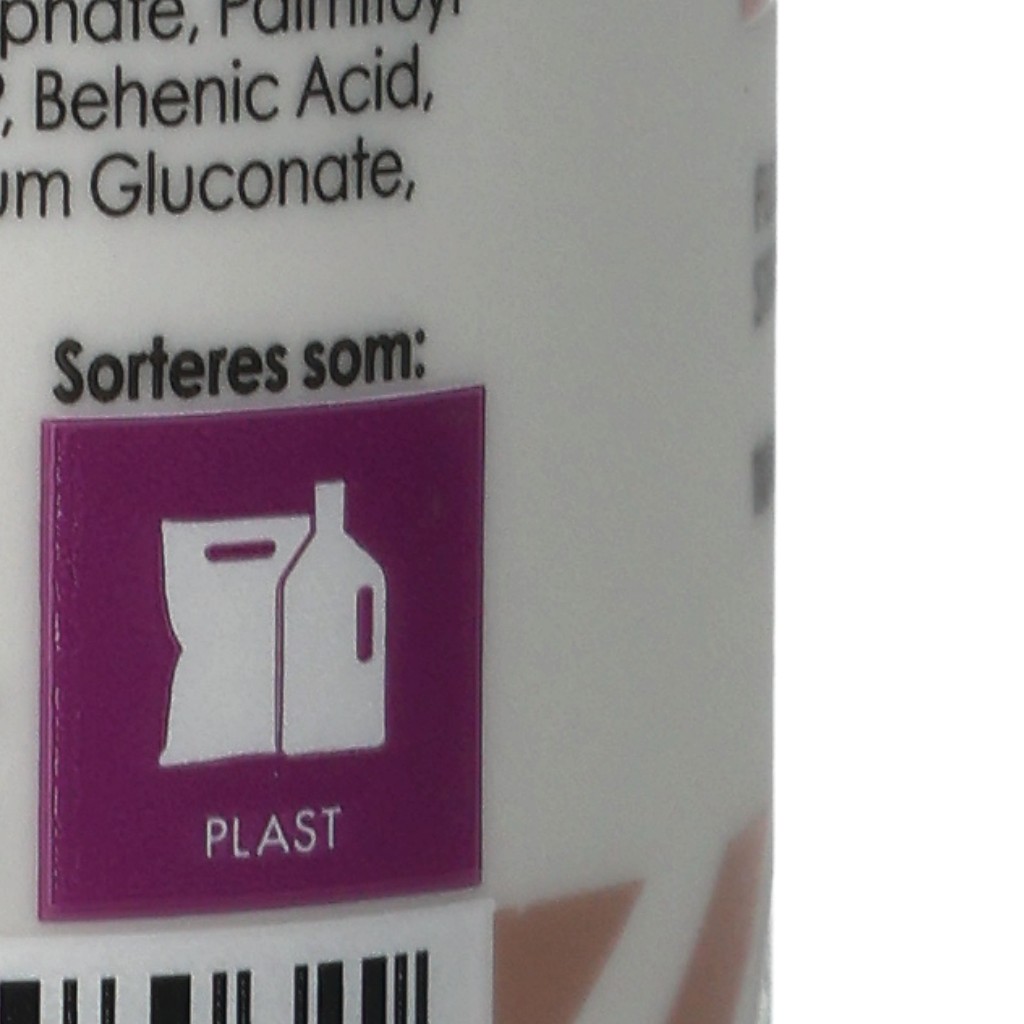 Behenic Acid,
Gluconate,
Sorteres som:
PLAST